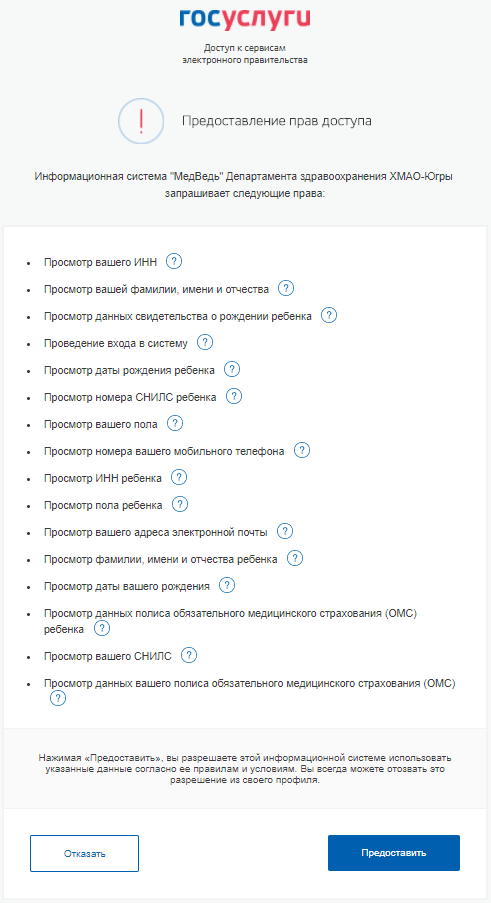 госуслуги
Доступ к сервисам
электронного правительства
Предоставление прав доступа
Информационная система "МедВедь" Департамента здравоохранения ХМАО-Югры
запрашивает следующие права:
• Просмотр вашего ИНН ?
• Просмотр вашей фамилии, имени и отчества ?
• Просмотр данных свидетельства о рождении ребенка ?
• Проведение входа в систему ?
• Просмотр даты рождения ребенка ?
• Просмотр номера СНИЛС ребенка ?
• Просмотр вашего пола ?
• Просмотр номера вашего мобильного телефона ?
• Просмотр ИНН ребенка ?
• Просмотр пола ребенка ?
• Просмотр вашего адреса электронной почты ?
• Просмотр фамилии, имени и отчества ребенка ?
• Просмотр даты вашего рождения ?
• Просмотр данных полиса обязательного медицинского страхования (ОМС)
ребенка ?
• Просмотр вашего СНИЛС ?
• Просмотр данных вашего полиса обязательного медицинского страхования (ОМС)
?
Нажимая «Предоставить», вы разрешаете этой информационной системе использовать
указанные данные согласно ее правилам и условиям. Вы всегда можете отозвать это
разрешение из своего профиля.
Отказать
Предоставить